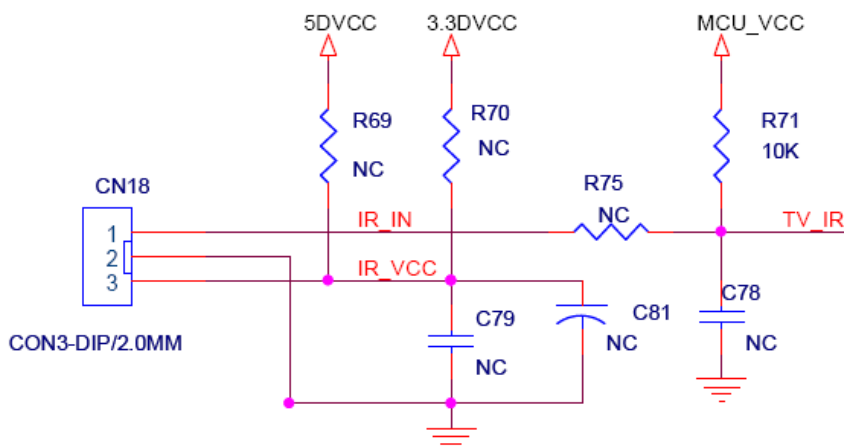 5DVCC
3.3DVCC
MCU_VCC
R69
NC
R70
NC
R71
10K
CN18
R75
NC
1
IR_IN
TV_IR
2
3
IR_VCC
C79
NC
C81
NC
C78
NC
CON3-DIP/2.0MM